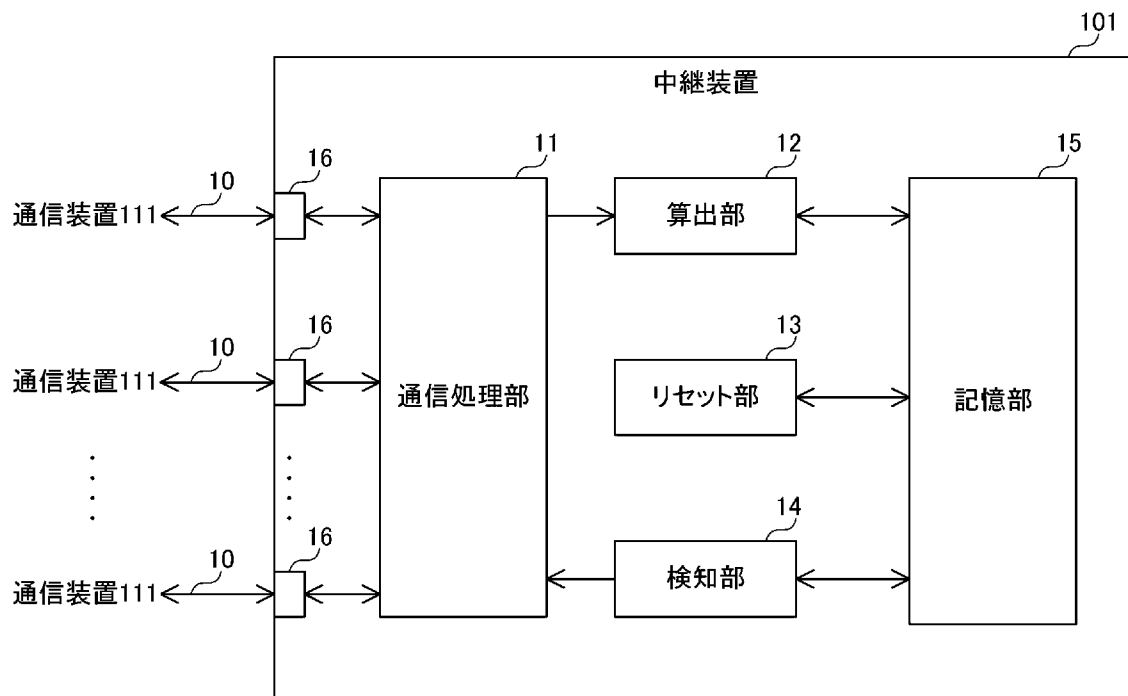 101
中継装置
11
12
15
16
10
通信装置111
算出部
16
10
13
通信装置111
通信処理部
リセット部
記憶部
16
14
10
通信装置111
検知部